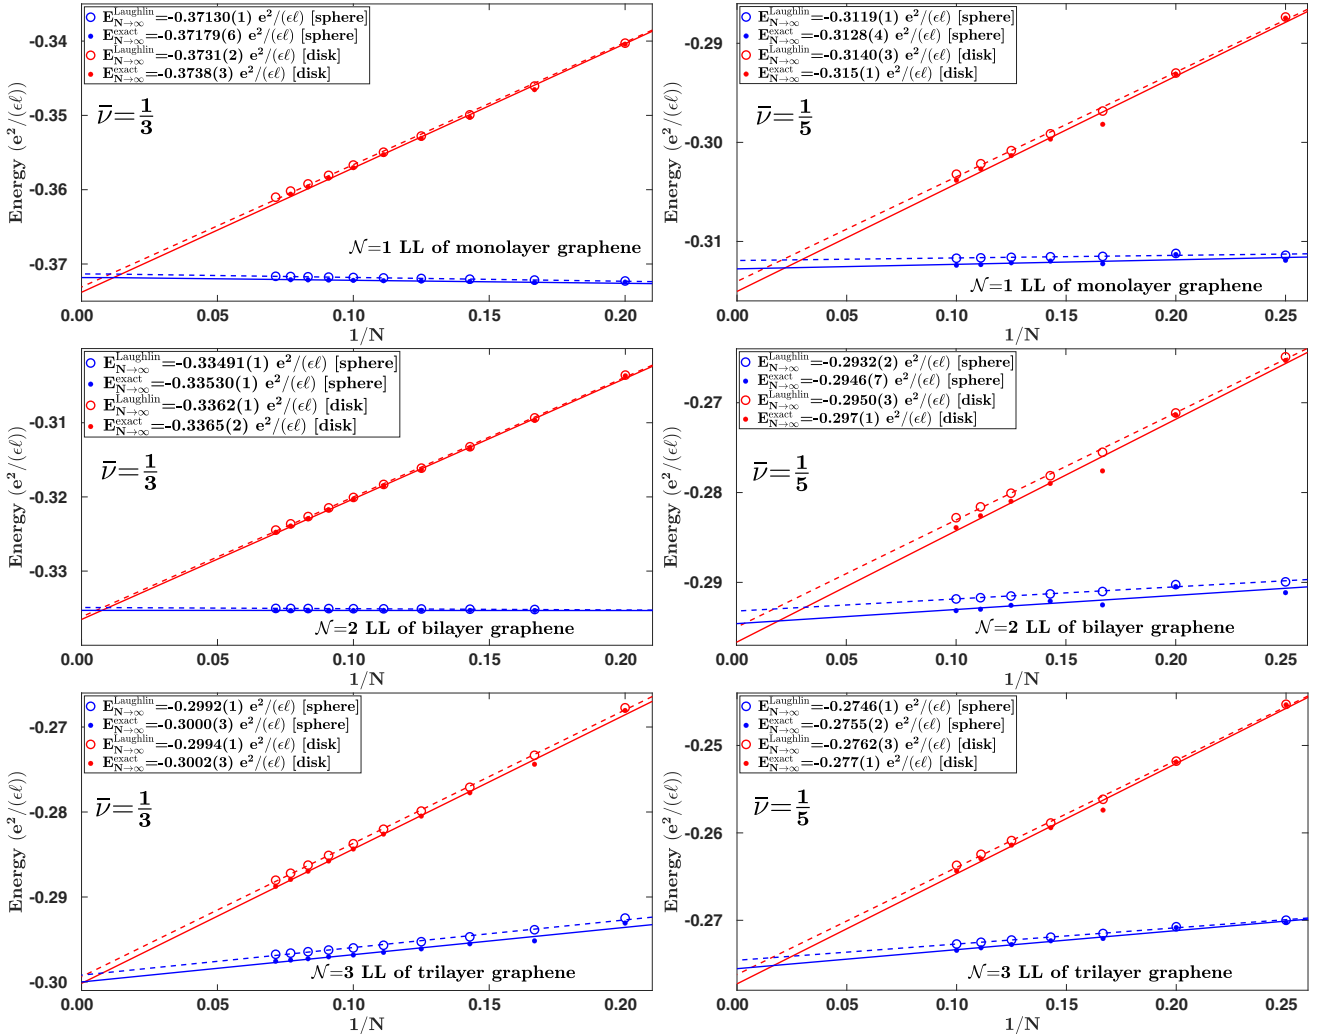 E^Laughlin_N→∞=-0.37130(1) e²/(ϵℓ) [sphere]
E^exact_N→∞=-0.37179(6) e²/(ϵℓ) [sphere]
E^Laughlin_N→∞=-0.3731(2) e²/(ϵℓ) [disk]
E^exact_N→∞=-0.3738(3) e²/(ϵℓ) [disk]
ν̄=1/3
𝒩=1 LL of monolayer graphene
Energy (e²/(ϵℓ))
-0.34
-0.35
-0.36
-0.37
0.00 0.05 0.10 0.15 0.20
1/N
E^Laughlin_N→∞=-0.3119(1) e²/(ϵℓ) [sphere]
E^exact_N→∞=-0.3128(4) e²/(ϵℓ) [sphere]
E^Laughlin_N→∞=-0.3140(3) e²/(ϵℓ) [disk]
E^exact_N→∞=-0.315(1) e²/(ϵℓ) [disk]
ν̄=1/5
𝒩=1 LL of monolayer graphene
Energy (e²/(ϵℓ))
-0.29
-0.30
-0.31
0.00 0.05 0.10 0.15 0.20 0.25
1/N
E^Laughlin_N→∞=-0.33491(1) e²/(ϵℓ) [sphere]
E^exact_N→∞=-0.33530(1) e²/(ϵℓ) [sphere]
E^Laughlin_N→∞=-0.3362(1) e²/(ϵℓ) [disk]
E^exact_N→∞=-0.3365(2) e²/(ϵℓ) [disk]
ν̄=1/3
𝒩=2 LL of bilayer graphene
Energy (e²/(ϵℓ))
-0.31
-0.32
-0.33
0.00 0.05 0.10 0.15 0.20
1/N
E^Laughlin_N→∞=-0.2932(2) e²/(ϵℓ) [sphere]
E^exact_N→∞=-0.2946(7) e²/(ϵℓ) [sphere]
E^Laughlin_N→∞=-0.2950(3) e²/(ϵℓ) [disk]
E^exact_N→∞=-0.297(1) e²/(ϵℓ) [disk]
ν̄=1/5
𝒩=2 LL of bilayer graphene
Energy (e²/(ϵℓ))
-0.27
-0.28
-0.29
0.00 0.05 0.10 0.15 0.20 0.25
1/N
E^Laughlin_N→∞=-0.2992(1) e²/(ϵℓ) [sphere]
E^exact_N→∞=-0.3000(3) e²/(ϵℓ) [sphere]
E^Laughlin_N→∞=-0.2994(1) e²/(ϵℓ) [disk]
E^exact_N→∞=-0.3002(3) e²/(ϵℓ) [disk]
ν̄=1/3
𝒩=3 LL of trilayer graphene
Energy (e²/(ϵℓ))
-0.27
-0.28
-0.29
-0.30
0.00 0.05 0.10 0.15 0.20
1/N
E^Laughlin_N→∞=-0.2746(1) e²/(ϵℓ) [sphere]
E^exact_N→∞=-0.2755(2) e²/(ϵℓ) [sphere]
E^Laughlin_N→∞=-0.2762(3) e²/(ϵℓ) [disk]
E^exact_N→∞=-0.277(1) e²/(ϵℓ) [disk]
ν̄=1/5
𝒩=3 LL of trilayer graphene
Energy (e²/(ϵℓ))
-0.25
-0.26
-0.27
0.00 0.05 0.10 0.15 0.20 0.25
1/N